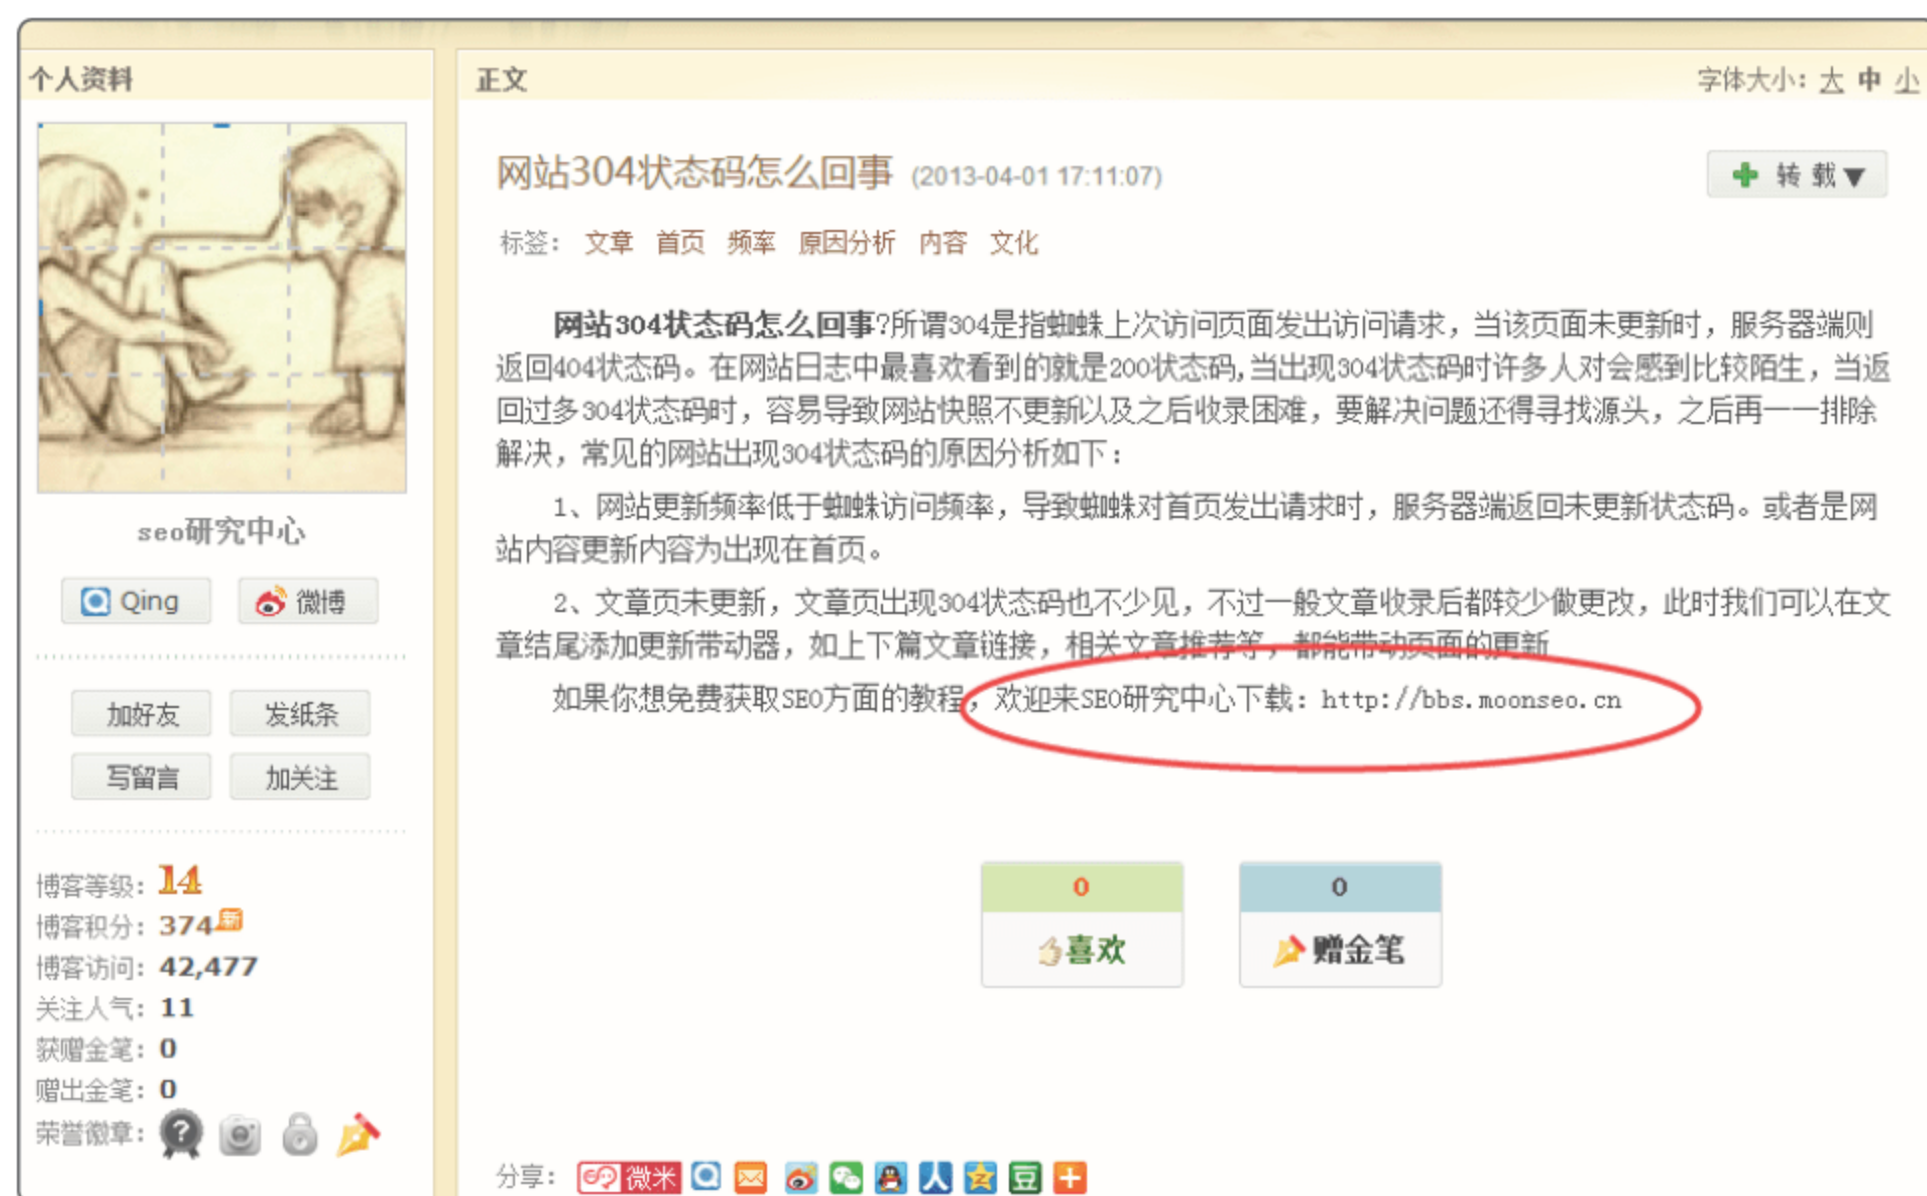 个人资料
seo研究中心
Qing 微博
加好友 发纸条
写留言 加关注
博客等级：14
博客积分：374新
博客访问：42,477
关注人气：11
获赠金笔：0
赠出金笔：0
荣誉徽章：
正文 字体大小：大 中 小
网站304状态码怎么回事 (2013-04-01 17:11:07) 转载▼
标签： 文章 首页 频率 原因分析 内容 文化
网站304状态码怎么回事?所谓304是指蜘蛛上次访问页面发出访问请求，当该页面未更新时，服务器端则
返回404状态码。在网站日志中最喜欢看到的就是200状态码,当出现304状态码时许多人对会感到比较陌生，当返
回过多304状态码时，容易导致网站快照不更新以及之后收录困难，要解决问题还得寻找源头，之后再一一排除
解决，常见的网站出现304状态码的原因分析如下：
1、网站更新频率低于蜘蛛访问频率，导致蜘蛛对首页发出请求时，服务器端返回未更新状态码。或者是网
站内容更新内容为出现在首页。
2、文章页未更新，文章页出现304状态码也不少见，不过一般文章收录后都较少做更改，此时我们可以在文
章结尾添加更新带动器，如上下篇文章链接，相关文章推荐等，都能带动页面的更新
如果你想免费获取SEO方面的教程，欢迎来SEO研究中心下载：http://bbs.moonseo.cn
0 0
喜欢 赠金笔
分享： 微米 人 豆